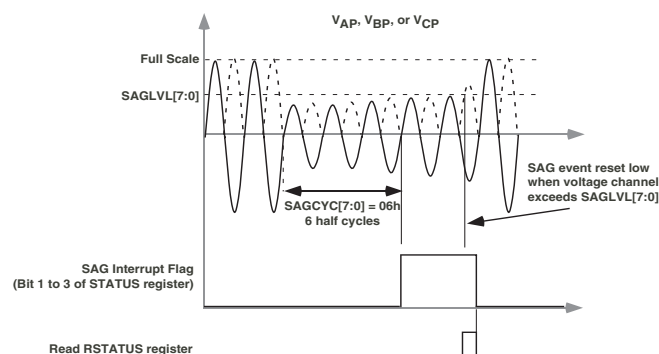 VAP, VBP, or VCP
Full Scale
SAGLVL[7:0]
SAGCYC[7:0] = 06h
6 half cycles
SAG event reset low
when voltage channel
exceeds SAGLVL[7:0]
SAG Interrupt Flag
(Bit 1 to 3 of STATUS register)
Read RSTATUS register